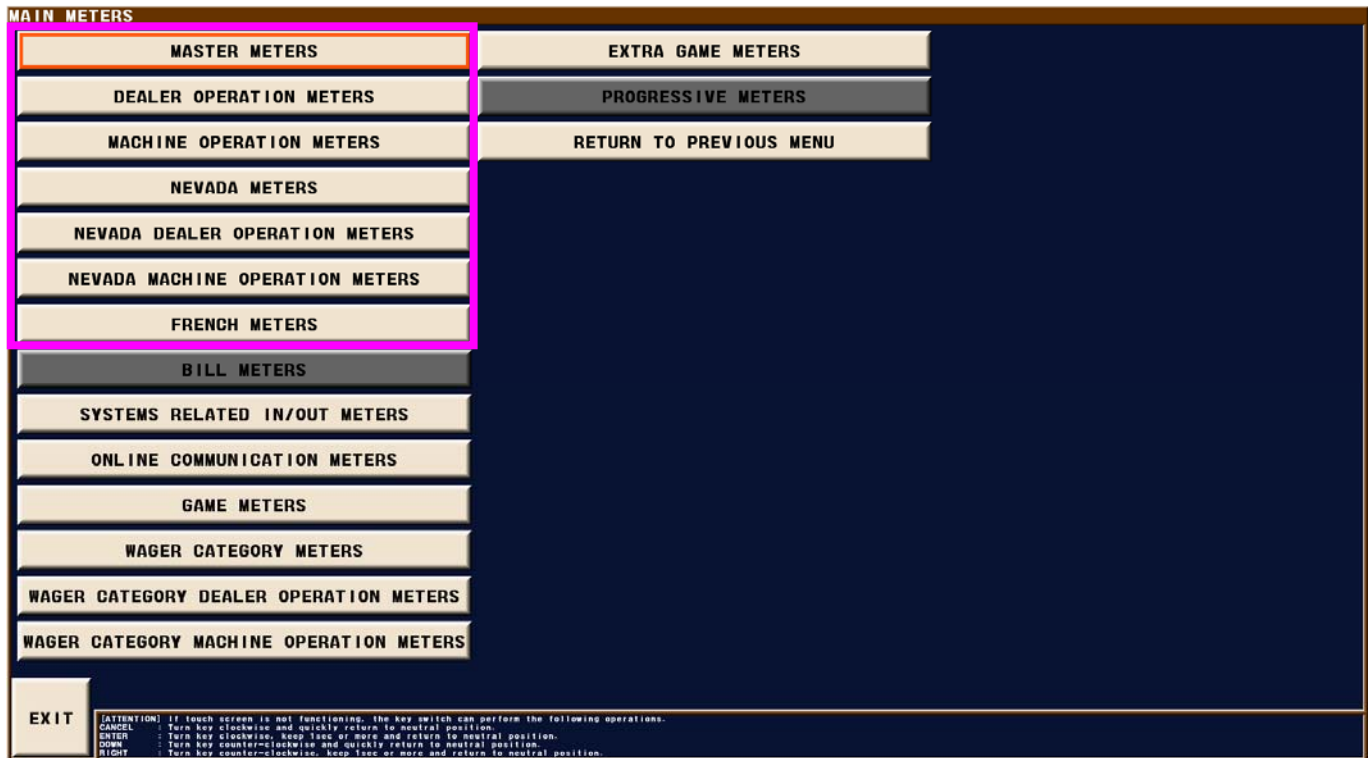 MAIN METERS
MASTER METERS
DEALER OPERATION METERS
MACHINE OPERATION METERS
NEVADA METERS
NEVADA DEALER OPERATION METERS
NEVADA MACHINE OPERATION METERS
FRENCH METERS
BILL METERS
SYSTEMS RELATED IN/OUT METERS
ONLINE COMMUNICATION METERS
GAME METERS
WAGER CATEGORY METERS
WAGER CATEGORY DEALER OPERATION METERS
WAGER CATEGORY MACHINE OPERATION METERS
EXTRA GAME METERS
PROGRESSIVE METERS
RETURN TO PREVIOUS MENU
EXIT
[ATTENTION] If touch screen is not functioning, the key switch can perform the following operations.
CANCEL : Turn key clockwise and quickly return to neutral position.
ENTER : Turn key clockwise, keep 1sec or more and return to neutral position.
DOWN : Turn key counter-clockwise and quickly return to neutral position.
RIGHT : Turn key counter-clockwise, keep 1sec or more and return to neutral position.